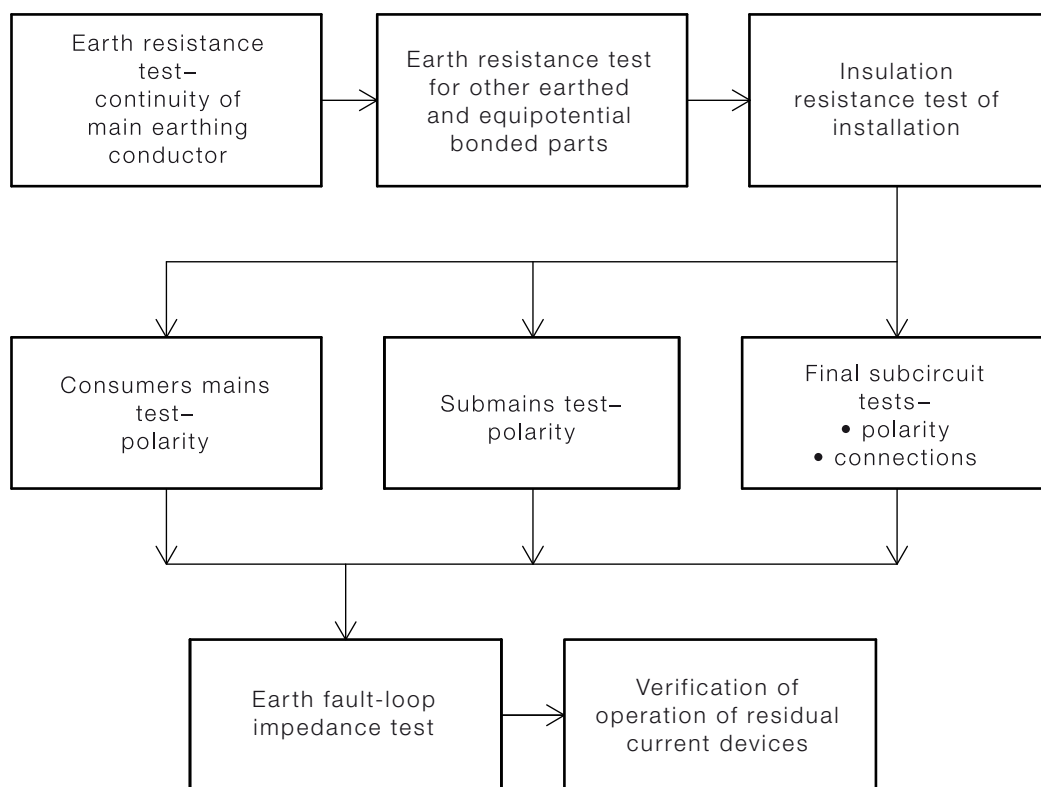 Earth resistance
test–
continuity of
main earthing
conductor
Earth resistance test
for other earthed
and equipotential
bonded parts
Insulation
resistance test of
installation
Consumers mains
test–
polarity
Submains test–
polarity
Final subcircuit
tests–
• polarity
• connections
Earth fault-loop
impedance test
Verification of
operation of residual
current devices